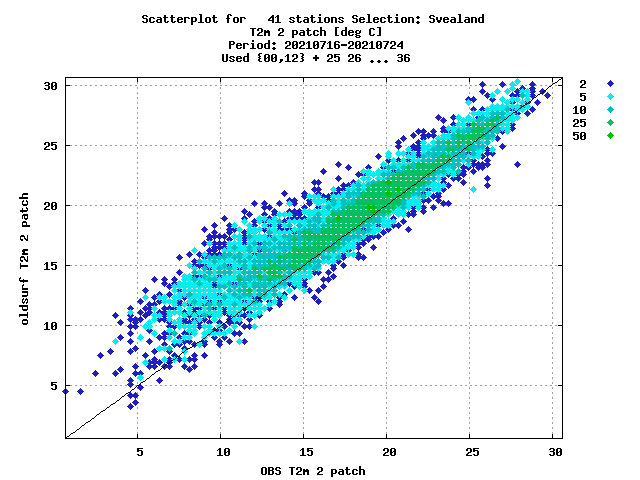 Scatterplot for   41 stations Selection: Svealand
T2m 2 patch [deg C]
Period: 20210716-20210724
Used {00,12} + 25 26 ... 36
30
25
20
15
10
5
oldsurf T2m 2 patch
2
5
10
25
50
5 10 15 20 25 30
OBS T2m 2 patch